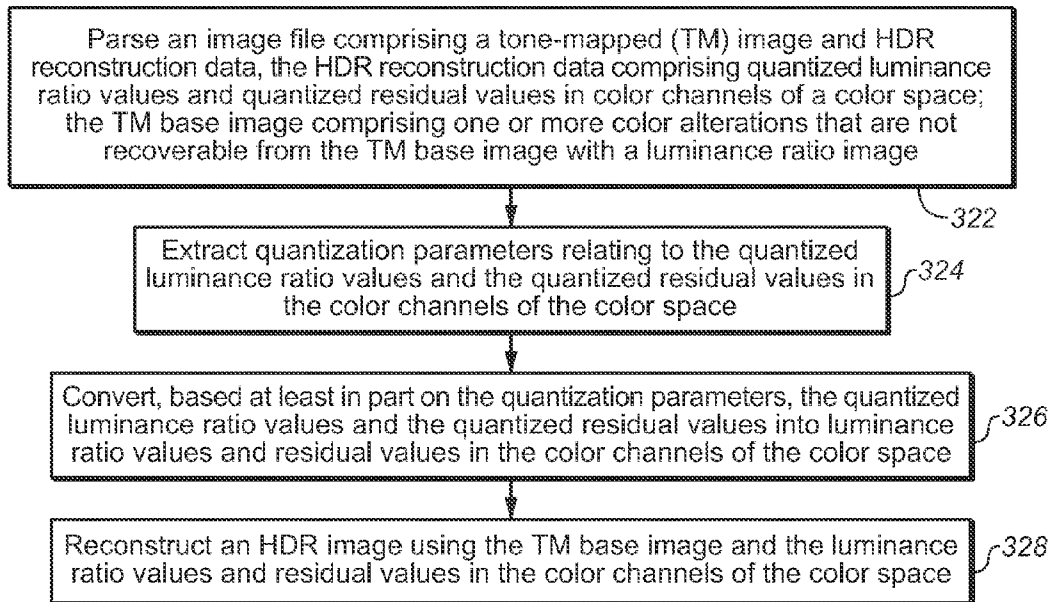 Parse an image file comprising a tone-mapped (TM) image and HDR
reconstruction data, the HDR reconstruction data comprising quantized luminance
ratio values and quantized residual values in color channels of a color space;
the TM base image comprising one or more color alterations that are not
recoverable from the TM base image with a luminance ratio image
322
Extract quantization parameters relating to the quantized
luminance ratio values and the quantized residual values in
the color channels of the color space
324
Convert, based at least in part on the quantization parameters, the quantized
luminance ratio values and the quantized residual values into luminance
ratio values and residual values in the color channels of the color space
326
Reconstruct an HDR image using the TM base image and the luminance
ratio values and residual values in the color channels of the color space
328